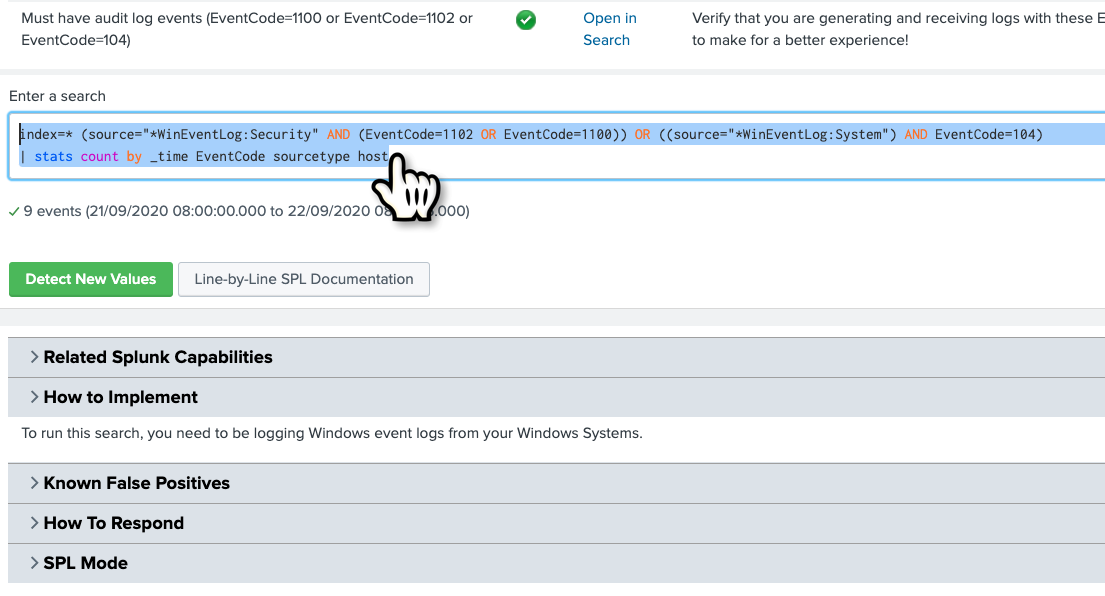 Must have audit log events (EventCode=1100 or EventCode=1102 or
EventCode=104)
Open in
Search
Verify that you are generating and receiving logs with these E
to make for a better experience!
Enter a search
index=* (source="*WinEventLog:Security" AND (EventCode=1102 OR EventCode=1100)) OR ((source="*WinEventLog:System") AND EventCode=104)
| stats count by _time EventCode sourcetype host
9 events (21/09/2020 08:00:00.000 to 22/09/2020 .000)
Detect New Values
Line-by-Line SPL Documentation
Related Splunk Capabilities
How to Implement
To run this search, you need to be logging Windows event logs from your Windows Systems.
Known False Positives
How To Respond
SPL Mode